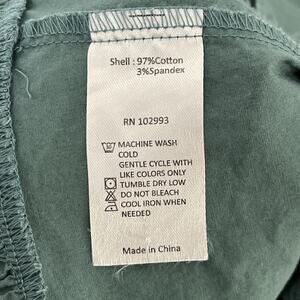 Shell : 97%Cotton
3%Spandex
RN 102993
MACHINE WASH
COLD
GENTLE CYCLE WITH
LIKE COLORS ONLY
TUMBLE DRY LOW
DO NOT BLEACH
COOL IRON WHEN
NEEDED
Made in China